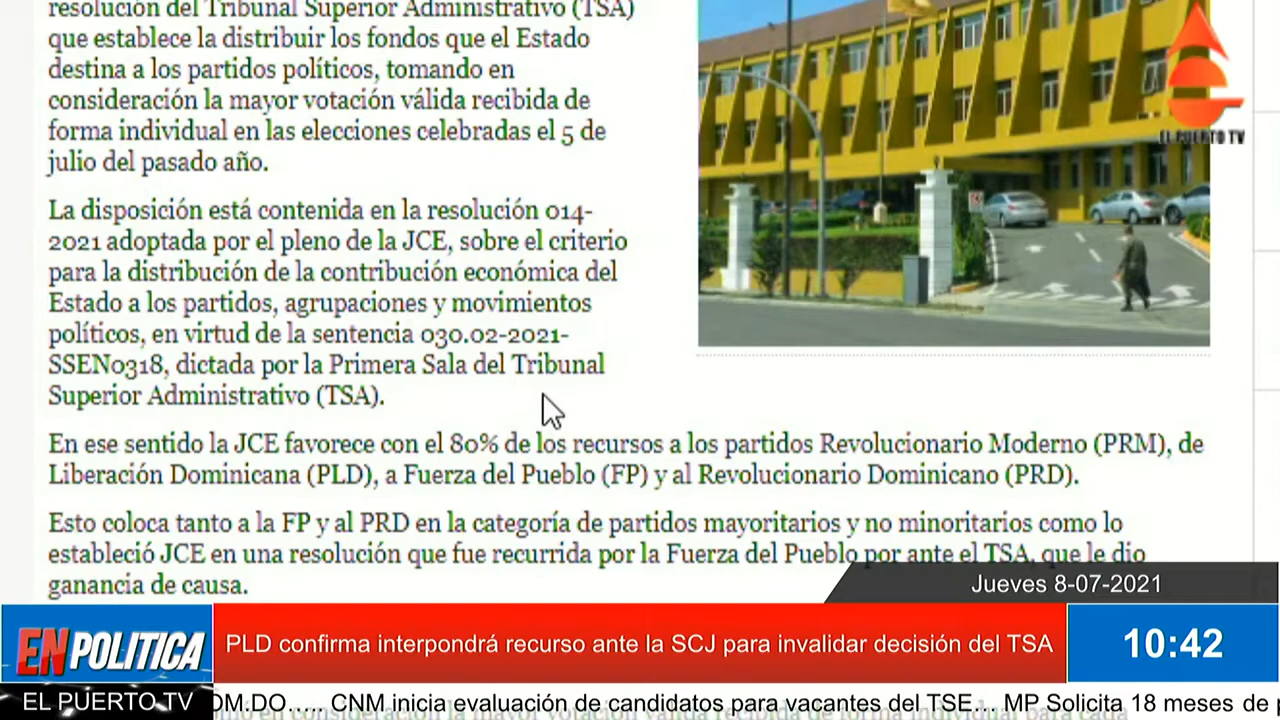 resolución del Tribunal Superior Administrativo (TSA)
que establece la distribuir los fondos que el Estado
destina a los partidos políticos, tomando en
consideración la mayor votación válida recibida de
forma individual en las elecciones celebradas el 5 de
julio del pasado año.
La disposición está contenida en la resolución 014-
2021 adoptada por el pleno de la JCE, sobre el criterio
para la distribución de la contribución económica del
Estado a los partidos, agrupaciones y movimientos
políticos, en virtud de la sentencia 030.02-2021-
SSEN0318, dictada por la Primera Sala del Tribunal
Superior Administrativo (TSA).
En ese sentido la JCE favorece con el 80% de los recursos a los partidos Revolucionario Moderno (PRM), de
Liberación Dominicana (PLD), a Fuerza del Pueblo (FP) y al Revolucionario Dominicano (PRD).
Esto coloca tanto a la FP y al PRD en la categoría de partidos mayoritarios y no minoritarios como lo
estableció JCE en una resolución que fue recurrida por la Fuerza del Pueblo por ante el TSA, que le dio
ganancia de causa.
EL PUERTO TV
Jueves 8-07-2021
EN POLITICA
PLD confirma interpondrá recurso ante la SCJ para invalidar decisión del TSA
10:42
EL PUERTO TV
OM.DO..... CNM inicia evaluación de candidatos para vacantes del TSE.... MP Solicita 18 meses de